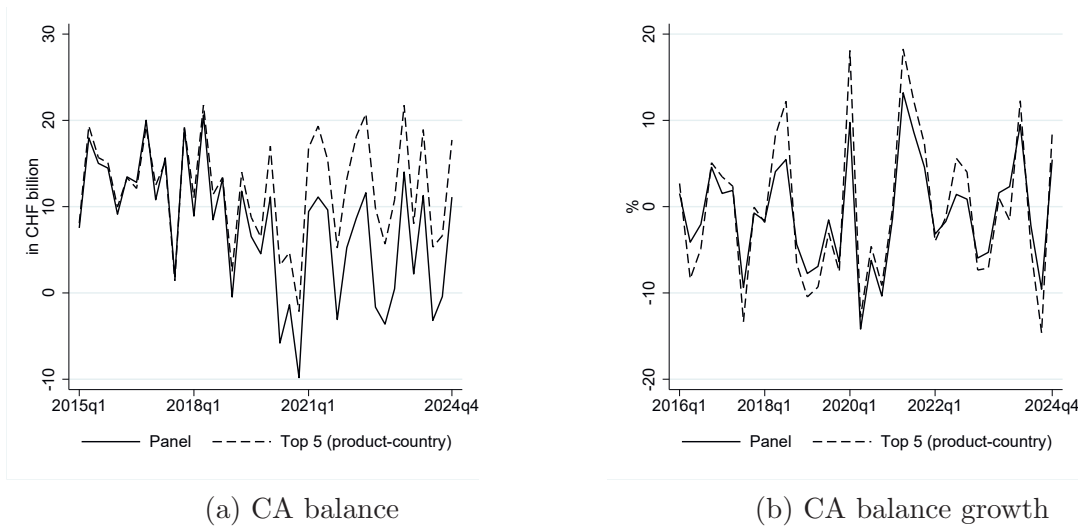 in CHF billion
30
20
10
0
-10
2015q1 2018q1 2021q1 2024q4
Panel Top 5 (product-country)
(a) CA balance
%
20
10
0
-10
-20
2016q1 2018q1 2020q1 2022q1 2024q4
Panel Top 5 (product-country)
(b) CA balance growth